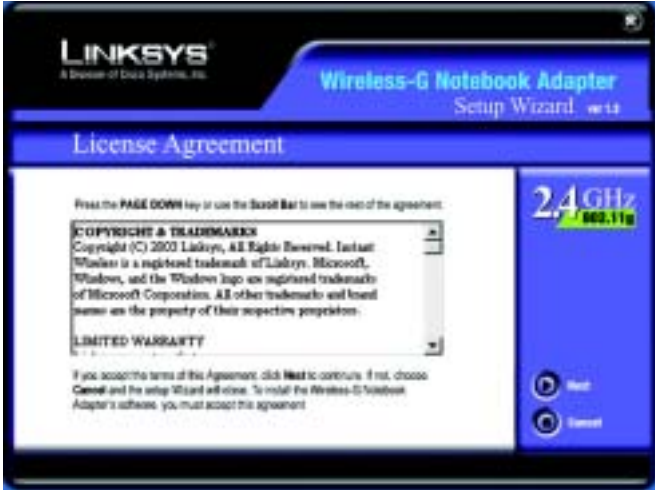 LINKSYS
A Division of Cisco Systems, Inc.
Wireless-G Notebook Adapter
Setup Wizard ver 1.0
License Agreement
Press the PAGE DOWN key or use the Scroll Bar to see the rest of the agreement.
2.4 GHz
802.11g
COPYRIGHT & TRADEMARKS
Copyright (C) 2003 Linksys, All Rights Reserved. Instant
Wireless is a registered trademark of Linksys. Microsoft,
Windows, and the Windows logo are registered trademarks
of Microsoft Corporation. All other trademarks and brand
names are the property of their respective proprietors.
LIMITED WARRANTY
If you accept the terms of this Agreement, click Next to continue. If not, choose
Cancel and the setup Wizard will close. To install the Wireless-G Notebook
Adapter's software, you must accept this agreement
Next
Cancel